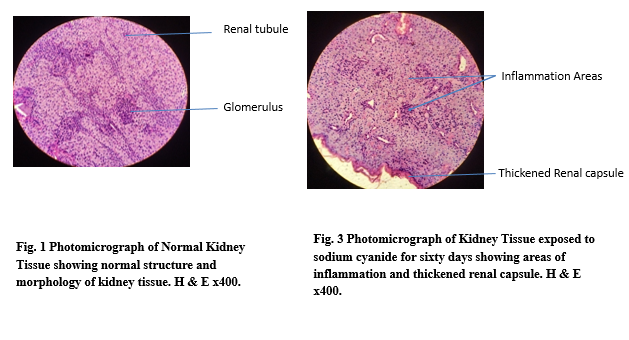 Renal tubule
Glomerulus
Fig. 1 Photomicrograph of Normal Kidney
Tissue showing normal structure and
morphology of kidney tissue. H & E x400.
Inflammation Areas
Thickened Renal capsule
Fig. 3 Photomicrograph of Kidney Tissue exposed to
sodium cyanide for sixty days showing areas of
inflammation and thickened renal capsule. H & E
x400.